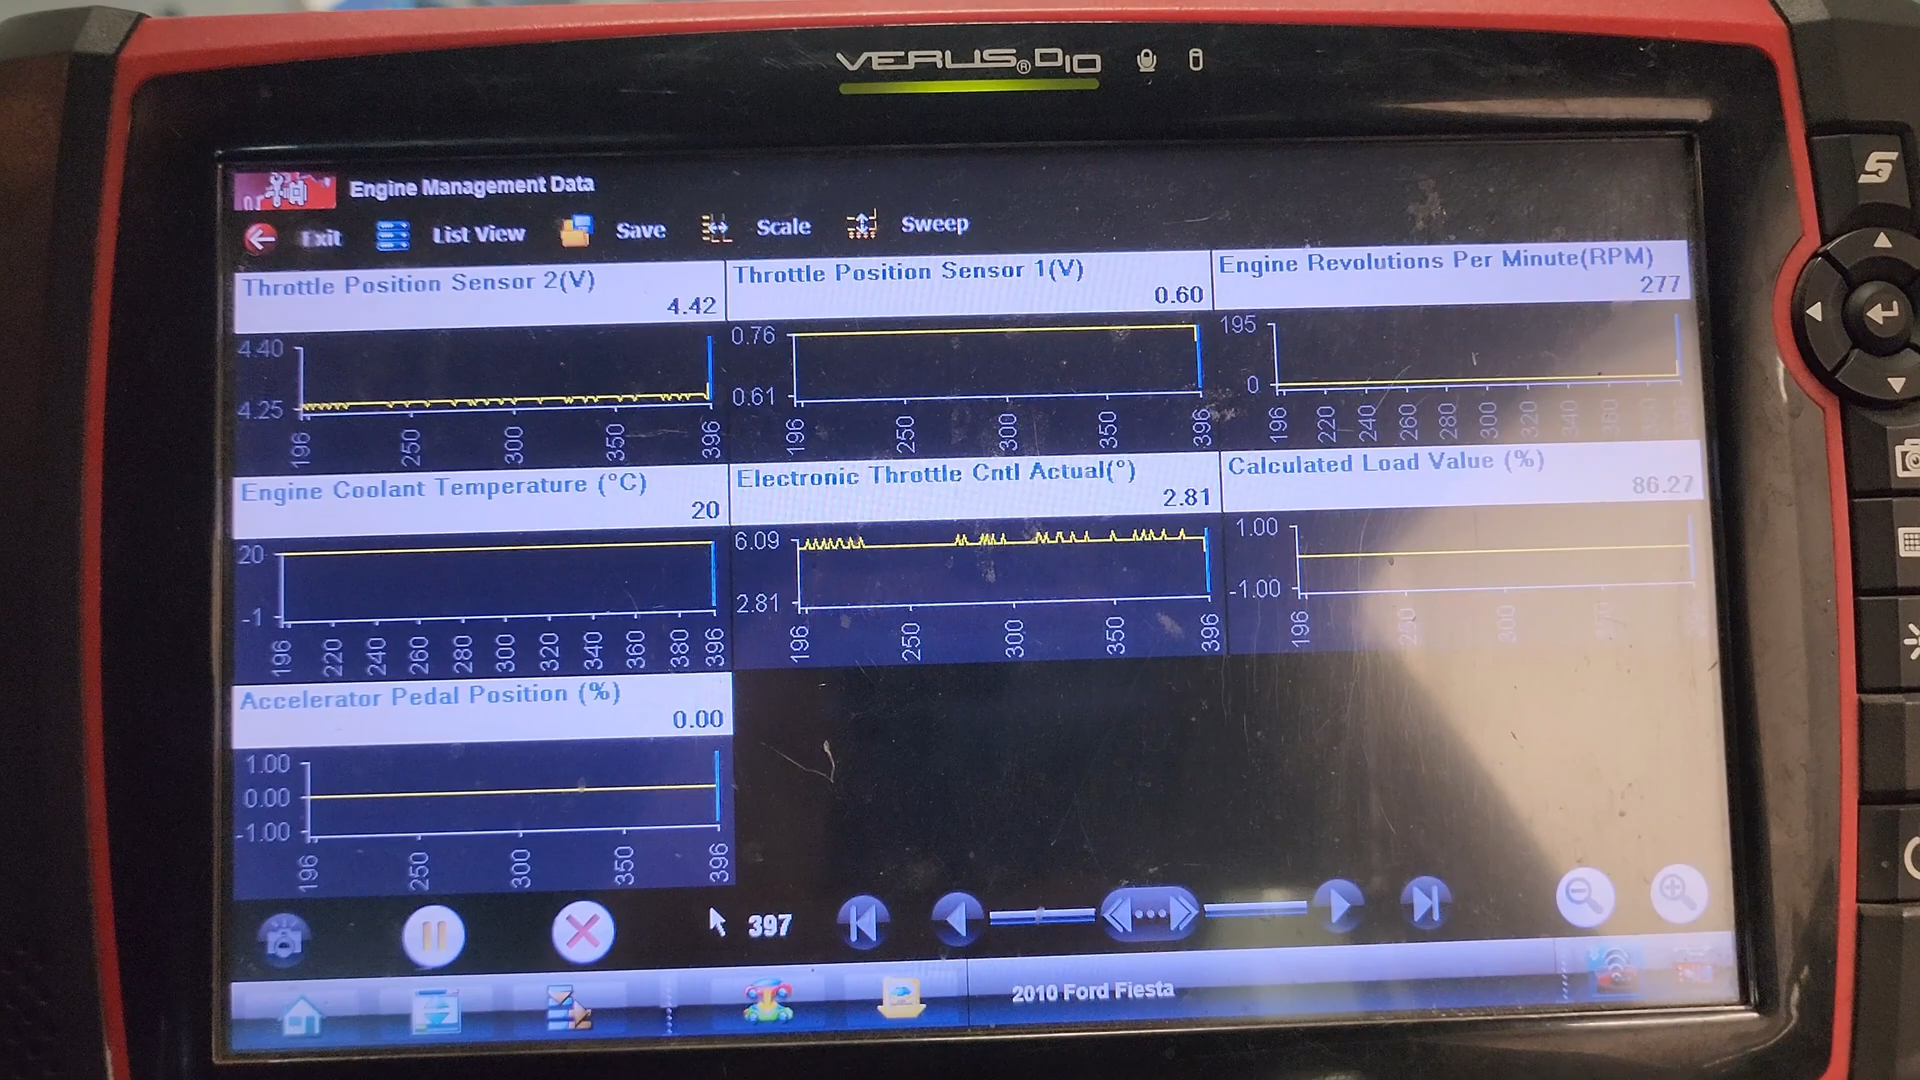 VERUS® D10
Engine Management Data
Exit List View Save Scale Sweep
Throttle Position Sensor 2(V)
4.42
4.40
4.25
196 250 300 350 396
Throttle Position Sensor 1(V)
0.60
0.76
0.61
196 250 300 350 396
Engine Revolutions Per Minute(RPM)
277
195
0
196 220 240 260 280 300 320 340 360
Engine Coolant Temperature (°C)
20
20
-1
196 220 240 260 280 300 320 340 360 380 396
Electronic Throttle Cntl Actual(°)
2.81
6.09
2.81
196 250 300 350 396
Calculated Load Value (%)
86.27
1.00
-1.00
196 250 300
Accelerator Pedal Position (%)
0.00
1.00
0.00
-1.00
196 250 300 350 396
397
2010 Ford Fiesta